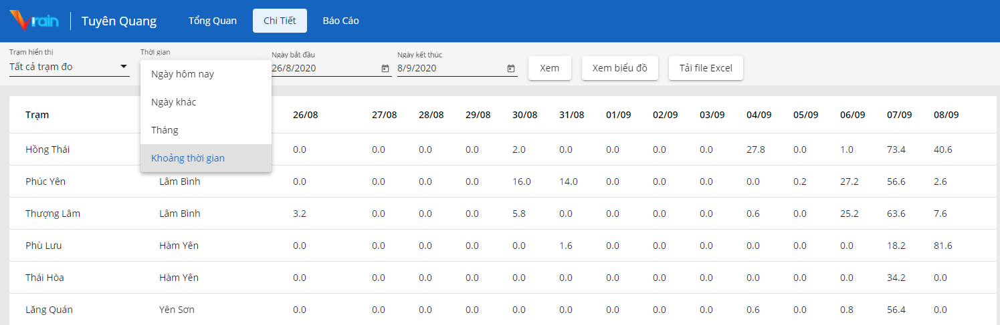 Vrain Tuyên Quang Tổng Quan Chi Tiết Báo Cáo
Trạm hiển thị Thời gian Ngày bắt đầu Ngày kết thúc
Tất cả trạm đo 26/8/2020 8/9/2020 Xem Xem biểu đồ Tải file Excel
Ngày hôm nay
Ngày khác
Tháng
Khoảng thời gian
Trạm 26/08 27/08 28/08 29/08 30/08 31/08 01/09 02/09 03/09 04/09 05/09 06/09 07/09 08/09
Hồng Thái 0.0 0.0 0.0 0.0 2.0 0.0 0.0 0.0 0.0 27.8 0.0 1.0 73.4 40.6
Phúc Yên Lâm Bình 0.0 0.0 0.0 0.0 16.0 14.0 0.0 0.0 0.0 0.0 0.2 27.2 56.6 2.6
Thượng Lâm Lâm Bình 3.2 0.0 0.0 0.0 5.8 0.0 0.0 0.0 0.0 0.6 0.0 25.2 63.6 7.6
Phù Lưu Hàm Yên 0.0 0.0 0.0 0.0 0.0 1.6 0.0 0.0 0.0 0.0 0.0 0.0 18.2 81.6
Thái Hòa Hàm Yên 0.0 0.0 0.0 0.0 0.0 0.0 0.0 0.0 0.0 0.0 0.0 0.0 34.2 0.0
Lăng Quán Yên Sơn 0.0 0.0 0.0 0.0 0.0 0.0 0.0 0.0 0.0 0.6 0.0 0.8 56.4 0.0